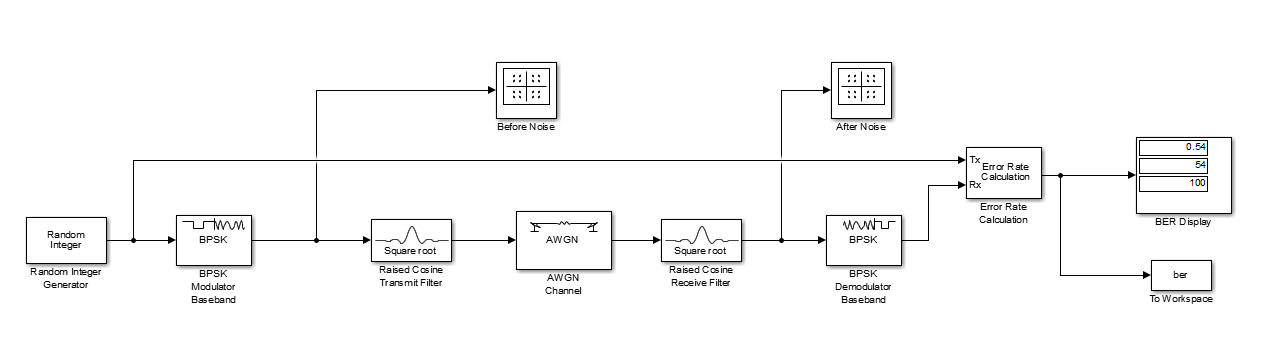 Before Noise
After Noise
Tx
Rx
Error Rate
Calculation
Error Rate
Calculation
0.54
54
100
BER Display
Random
Integer
Random Integer
Generator
BPSK
BPSK
Modulator
Baseband
Square root
Raised Cosine
Transmit Filter
AWGN
AWGN
Channel
Square root
Raised Cosine
Receive Filter
BPSK
BPSK
Demodulator
Baseband
ber
To Workspace